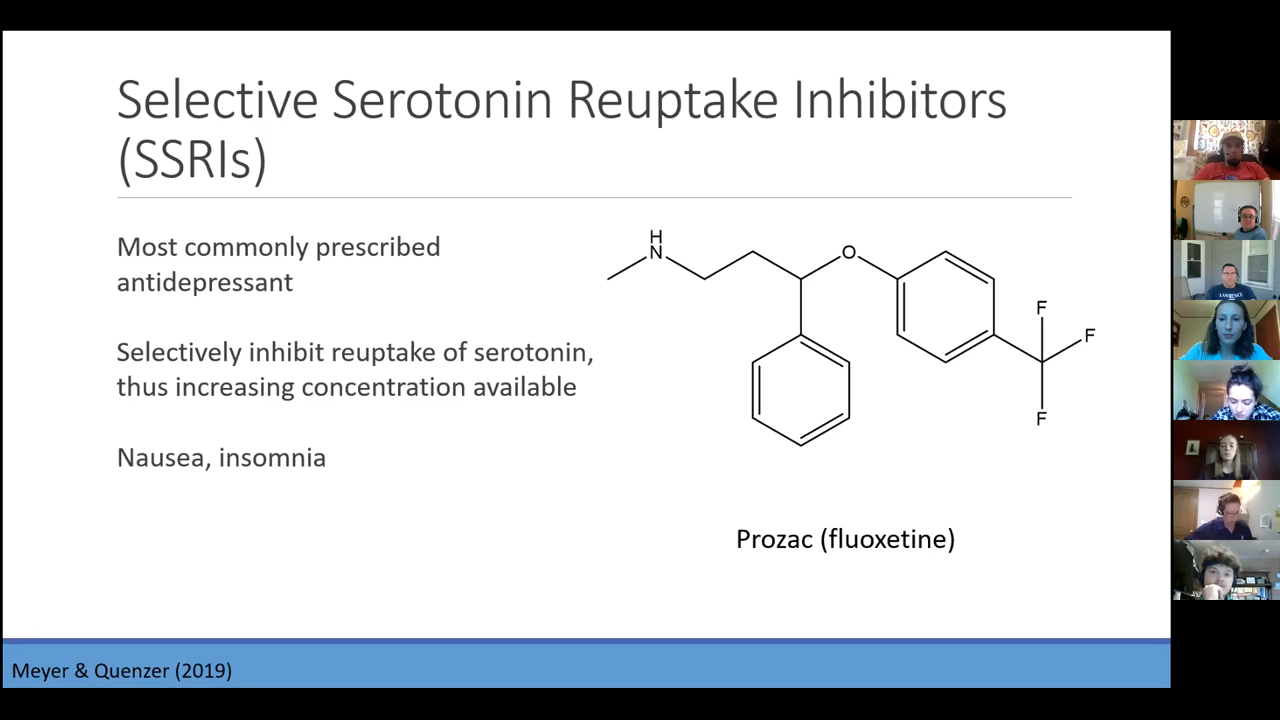 Selective Serotonin Reuptake Inhibitors
(SSRIs)
Most commonly prescribed
antidepressant
Selectively inhibit reuptake of serotonin,
thus increasing concentration available
Nausea, insomnia
H
N
O
F
F
F
Prozac (fluoxetine)
Meyer & Quenzer (2019)
LAWRENCE